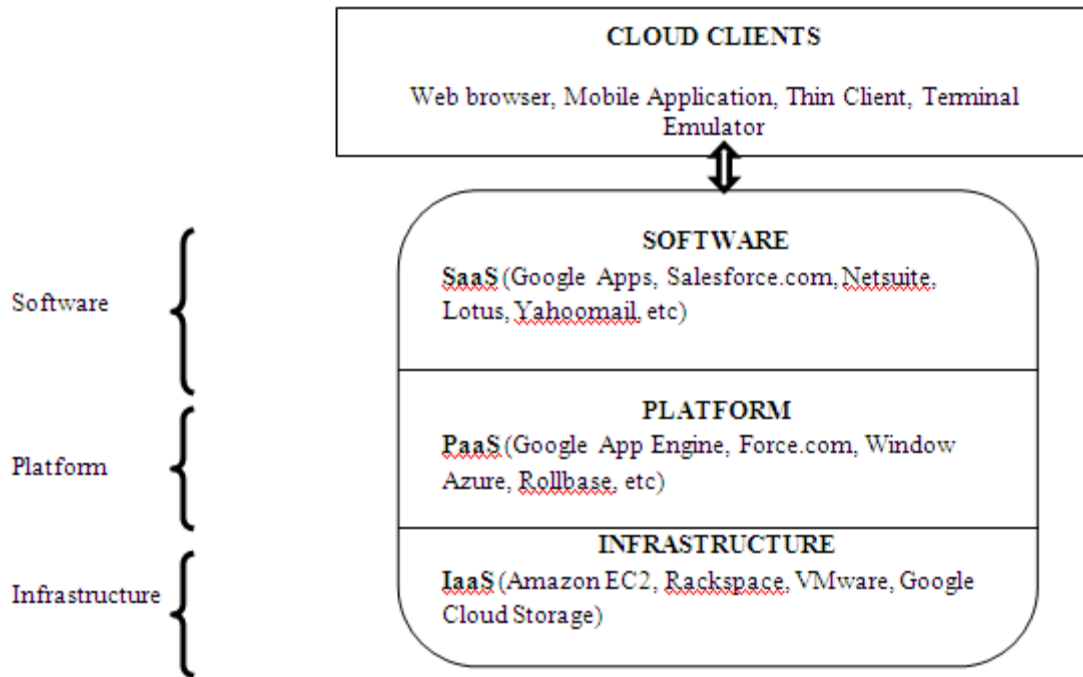 CLOUD CLIENTS
Web browser, Mobile Application, Thin Client, Terminal
Emulator
Software
SOFTWARE
SaaS (Google Apps, Salesforce.com, Netsuite,
Lotus, Yahoomail, etc)
Platform
PLATFORM
PaaS (Google App Engine, Force.com, Window
Azure, Rollbase, etc)
Infrastructure
INFRASTRUCTURE
IaaS (Amazon EC2, Rackspace, VMware, Google
Cloud Storage)